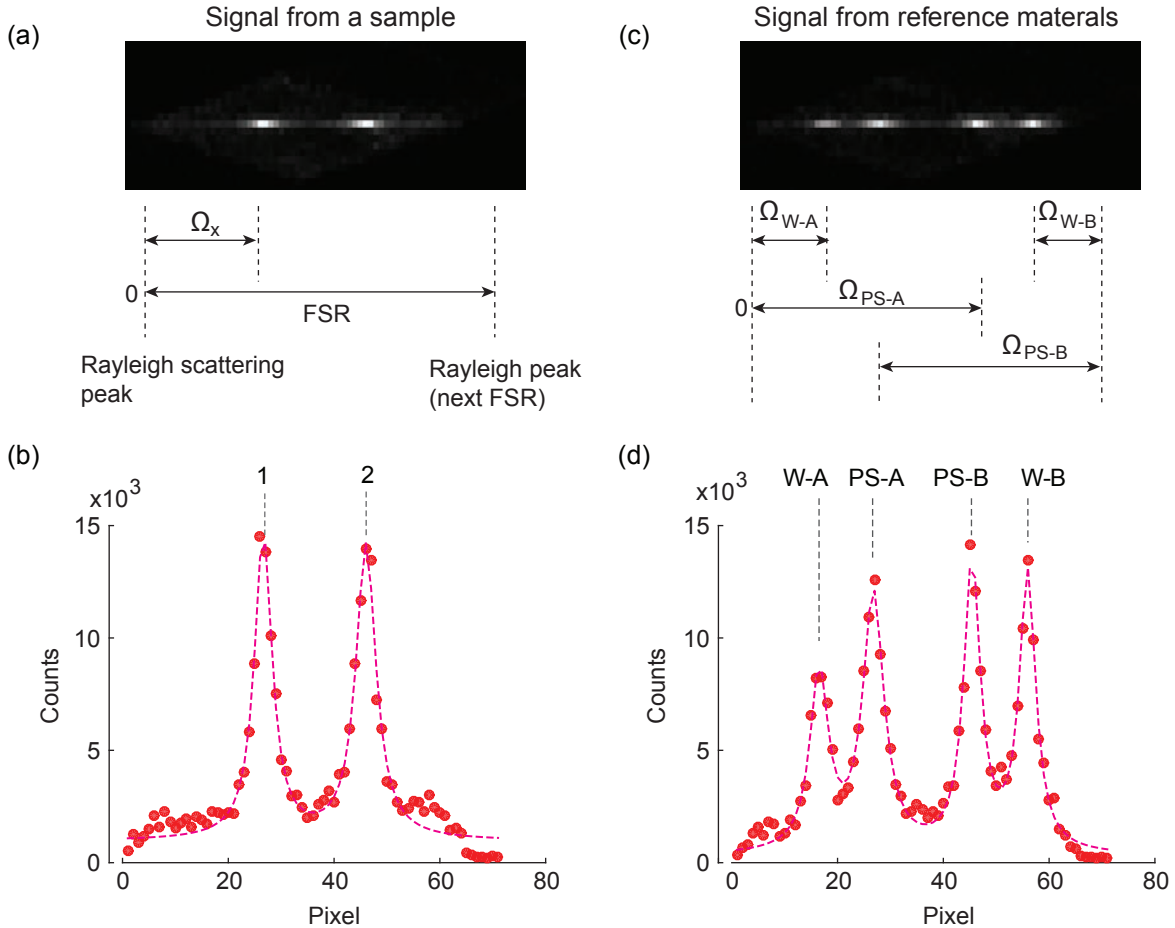 (a)
Signal from a sample
Ωx
0
FSR
Rayleigh scattering
peak
Rayleigh peak
(next FSR)
(c)
Signal from reference materals
ΩW-A
ΩW-B
ΩPS-A
0
ΩPS-B
(b)
1
2
x10³
15
10
5
0
Counts
0
20
40
60
80
Pixel
(d)
W-A
PS-A
PS-B
W-B
x10³
15
10
5
0
Counts
0
20
40
60
80
Pixel